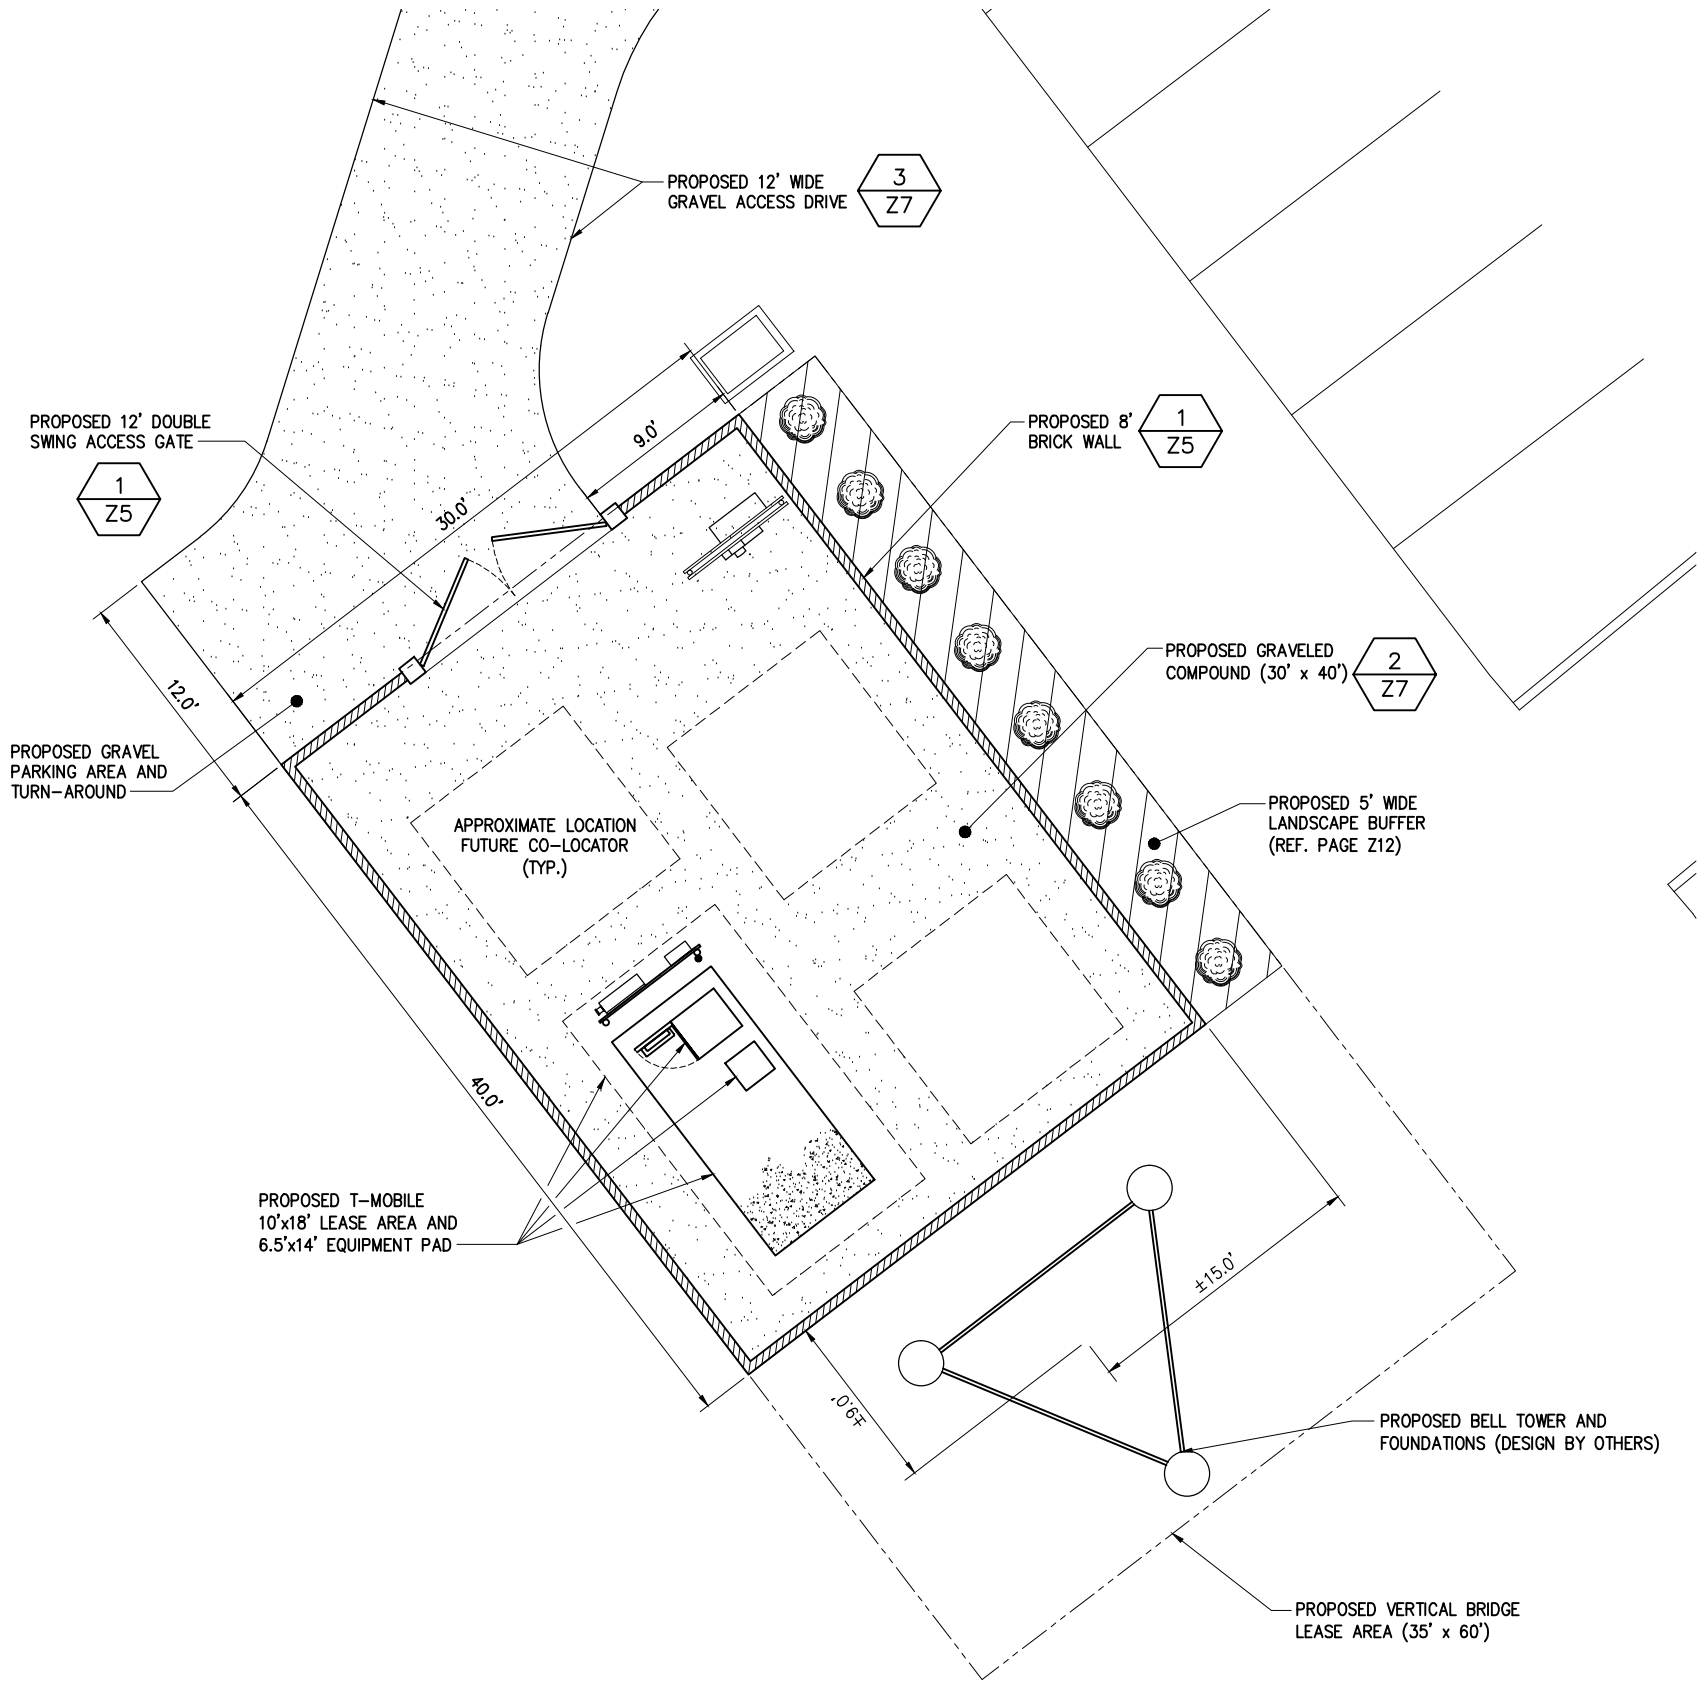 PROPOSED 12' WIDE
GRAVEL ACCESS DRIVE
3
Z7
PROPOSED 12' DOUBLE
SWING ACCESS GATE
1
Z5
9.0'
30.0'
PROPOSED 8'
BRICK WALL
1
Z5
PROPOSED GRAVELED
COMPOUND (30' x 40')
2
Z7
12.0'
PROPOSED GRAVEL
PARKING AREA AND
TURN-AROUND
APPROXIMATE LOCATION
FUTURE CO-LOCATOR
(TYP.)
PROPOSED 5' WIDE
LANDSCAPE BUFFER
(REF. PAGE Z12)
40.0'
PROPOSED T-MOBILE
10'x18' LEASE AREA AND
6.5'x14' EQUIPMENT PAD
±15.0'
±9.0'
PROPOSED BELL TOWER AND
FOUNDATIONS (DESIGN BY OTHERS)
PROPOSED VERTICAL BRIDGE
LEASE AREA (35' x 60')